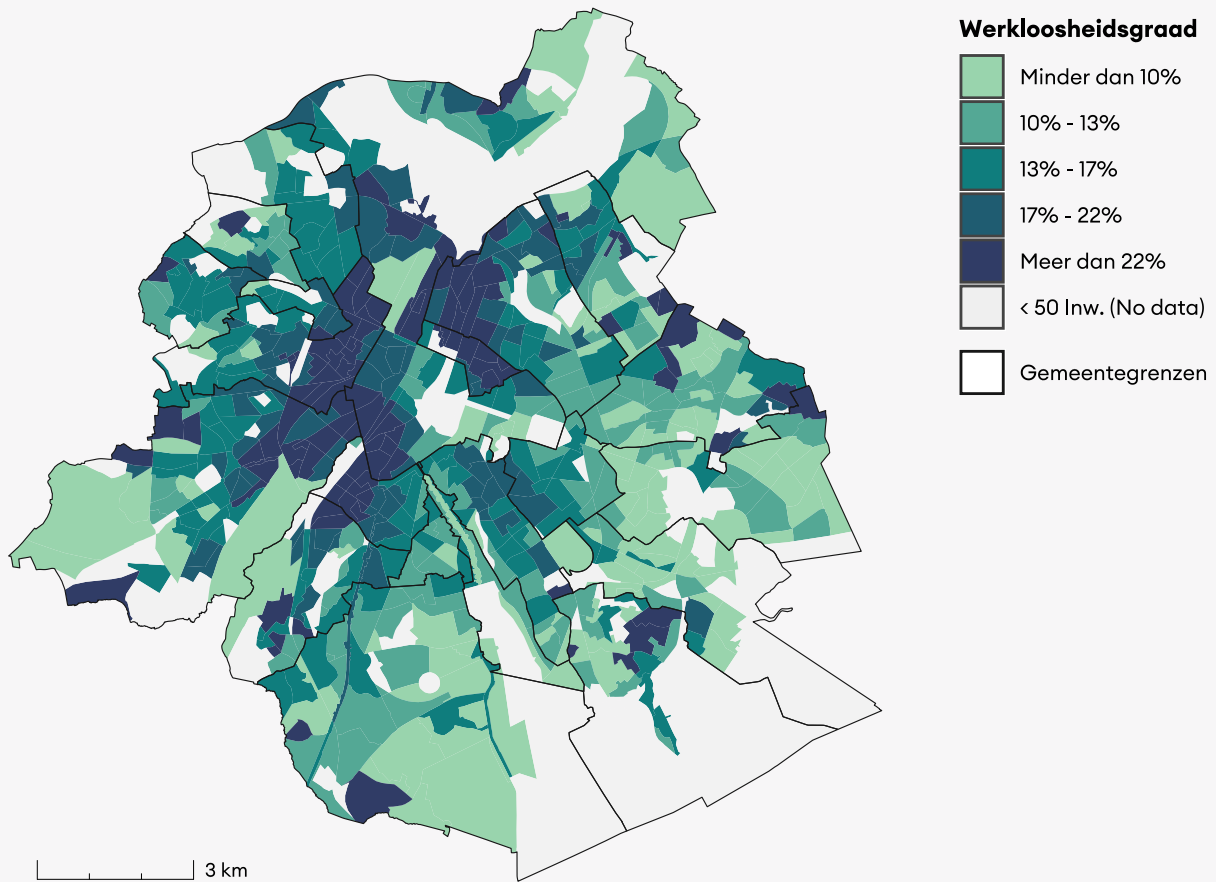 Werkloosheidsgraad
Minder dan 10%
10% - 13%
13% - 17%
17% - 22%
Meer dan 22%
< 50 Inw. (No data)
Gemeentegrenzen
3 km